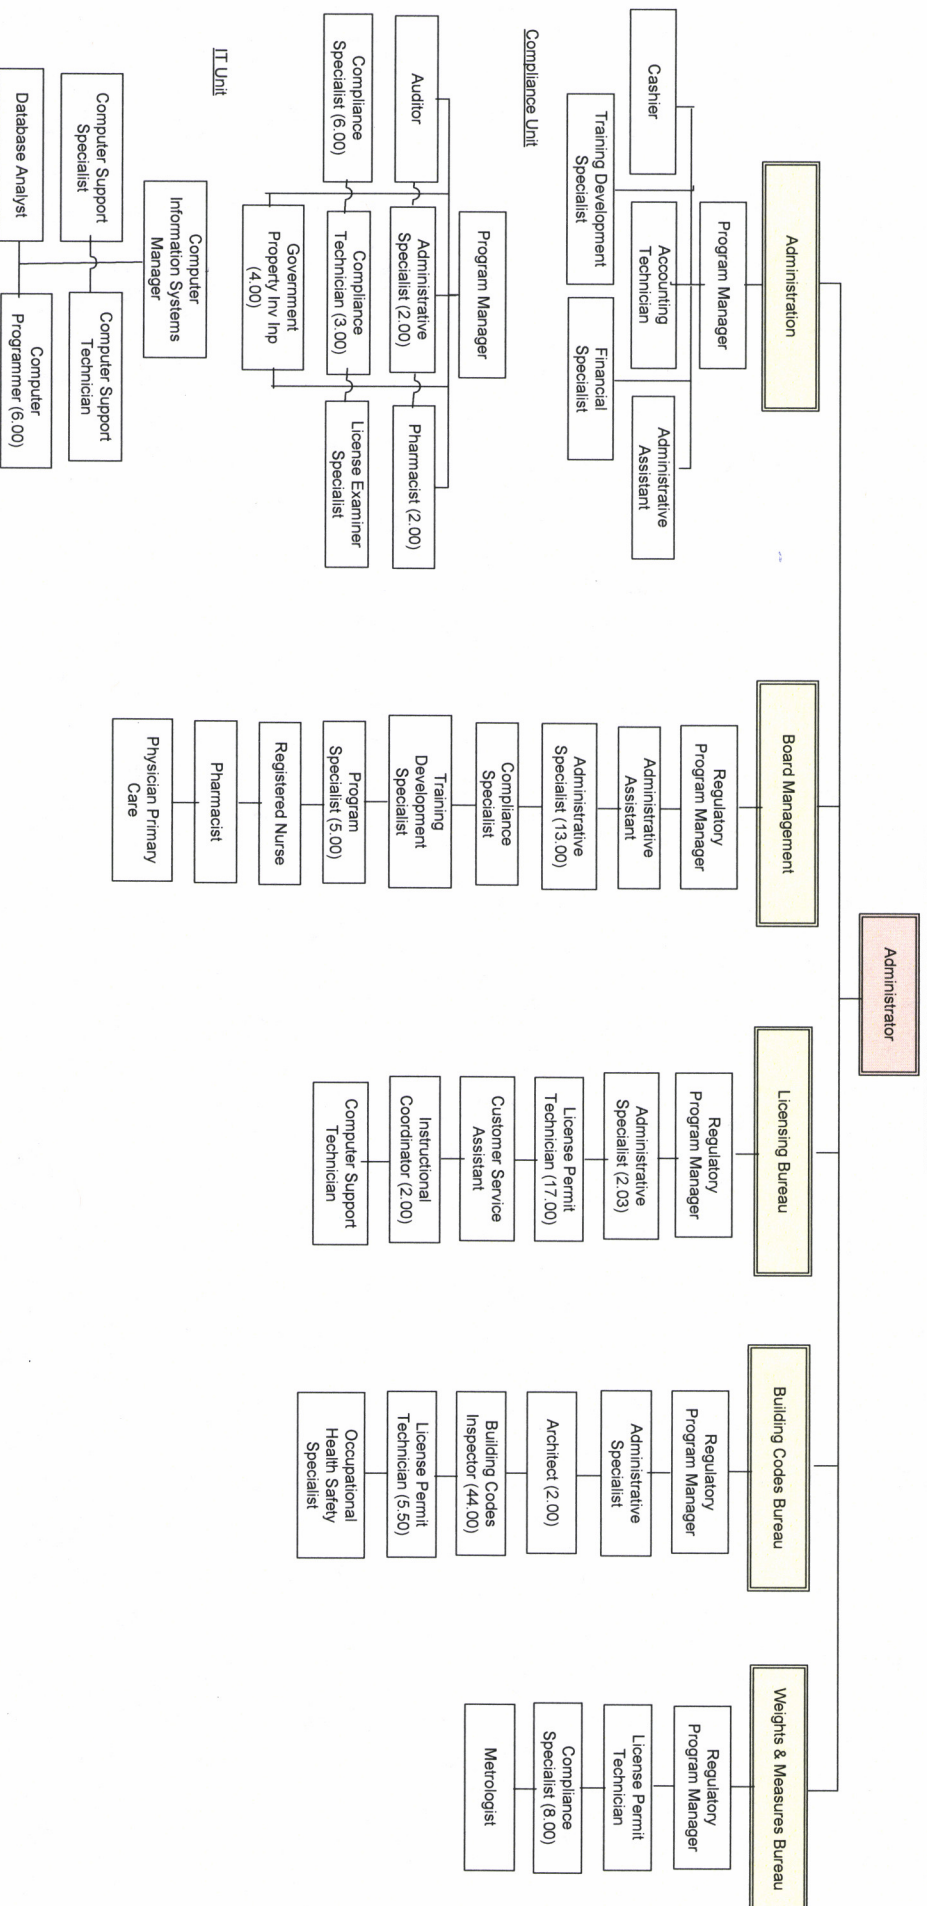 Administrator
Administration
Program Manager
Cashier
Accounting
Technician
Administrative
Assistant
Training Development
Specialist
Financial
Specialist
Compliance Unit
Program Manager
Auditor
Administrative
Specialist (2.00)
Pharmacist (2.00)
Compliance
Specialist (6.00)
Compliance
Technician (3.00)
License Examiner
Specialist
Government
Property Inv Inp
(4.00)
IT Unit
Computer
Information Systems
Manager
Computer Support
Specialist
Computer Support
Technician
Database Analyst
Computer
Programmer (6.00)
Board Management
Regulatory
Program Manager
Administrative
Assistant
Administrative
Specialist (13.00)
Compliance
Specialist
Training
Development
Specialist
Program
Specialist (5.00)
Registered Nurse
Pharmacist
Physician Primary
Care
Licensing Bureau
Regulatory
Program Manager
Administrative
Specialist (2.03)
License Permit
Technician (17.00)
Customer Service
Assistant
Instructional
Coordinator (2.00)
Computer Support
Technician
Building Codes Bureau
Regulatory
Program Manager
Administrative
Specialist
Architect (2.00)
Building Codes
Inspector (44.00)
License Permit
Technician (5.50)
Occupational
Health Safety
Specialist
Weights & Measures Bureau
Regulatory
Program Manager
License Permit
Technician
Compliance
Specialist (8.00)
Metrologist